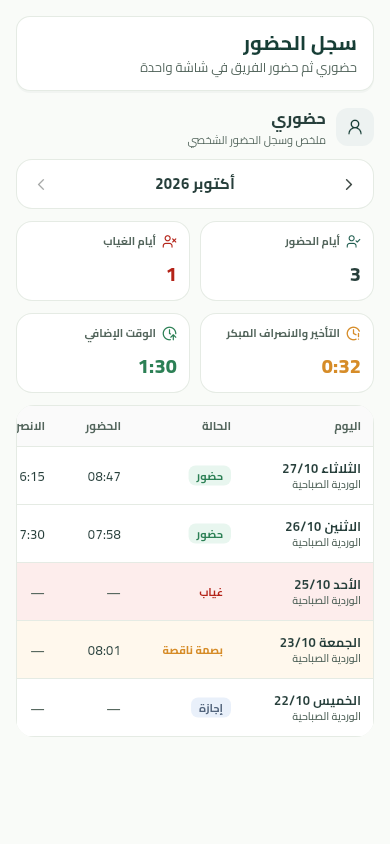 سجل الحضور
حضوري ثم حضور الفريق في شاشة واحدة
حضوري
ملخص وسجل الحضور الشخصي
أكتوبر 2026
أيام الحضور
3
أيام الغياب
1
التأخير والانصراف المبكر
0:32
الوقت الإضافي
1:30
اليوم الحالة الحضور
الثلاثاء 27/10 حضور 08:47 6:15
الوردية الصباحية
الاثنين 26/10 حضور 07:58 7:30
الوردية الصباحية
الأحد 25/10 غياب — —
الوردية الصباحية
الجمعة 23/10 بصمة ناقصة 08:01 —
الوردية الصباحية
الخميس 22/10 إجازة — —
الوردية الصباحية